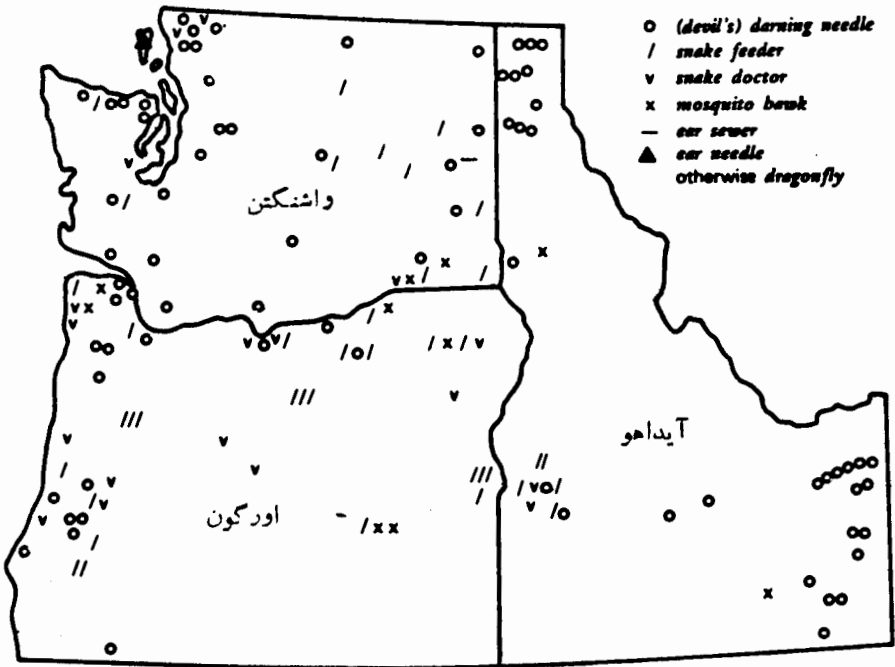 o (devil's) darning needle
/ snake feeder
v snake doctor
x mosquito hawk
— ear sewer
▲ ear needle
otherwise dragonfly
واشنگتن
آیداهو
اورگون